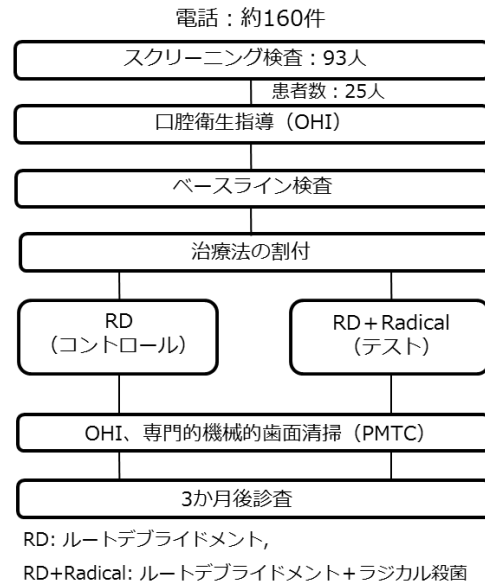 電話：約160件
スクリーニング検査：93人
患者数：25人
口腔衛生指導（OHI）
ベースライン検査
治療法の割付
RD
（コントロール）
RD＋Radical
（テスト）
OHI、専門的機械的歯面清掃（PMTC）
3か月後診査
RD: ルートデブライドメント,
RD+Radical: ルートデブライドメント＋ラジカル殺菌